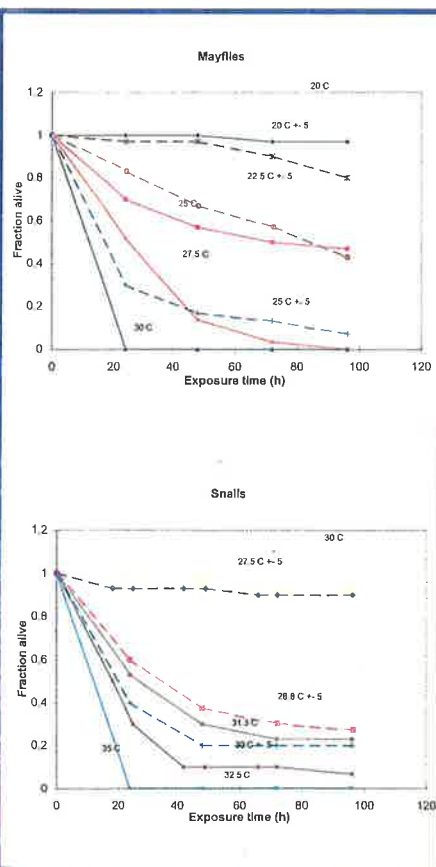 Mayflies
20 C
1.2
20 C +- 5
1
22.5 C +- 5
0.8
25 C
0.6
Fraction alive
27.5 C
0.4
25 C +- 5
0.2
30 C
0
0 20 40 60 80 100 120
Exposure time (h)
Snails
1.2
30 C
27.5 C +- 5
1
0.8
Fraction alive
0.6
28.8 C +- 5
0.4
31.3 C
0.2
35 C
30 C +- 5
32.5 C
0
0 20 40 60 80 100 120
Exposure time (h)